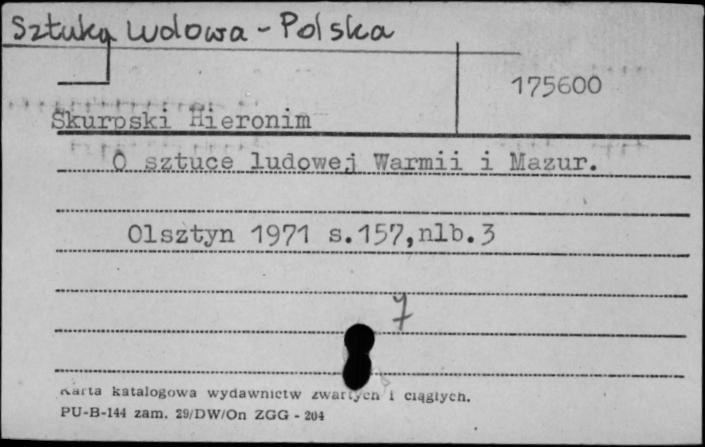 Sztuka ludowa - Polska
175600
Skurpski Hieronim
O sztuce ludowej Warmii i Mazur.
Olsztyn 1971 s.157,nlb.3
7
Karta katalogowa wydawnictw zwartych i ciągłych.
PU-B-144 zam. 29/DW/On ZGG - 204